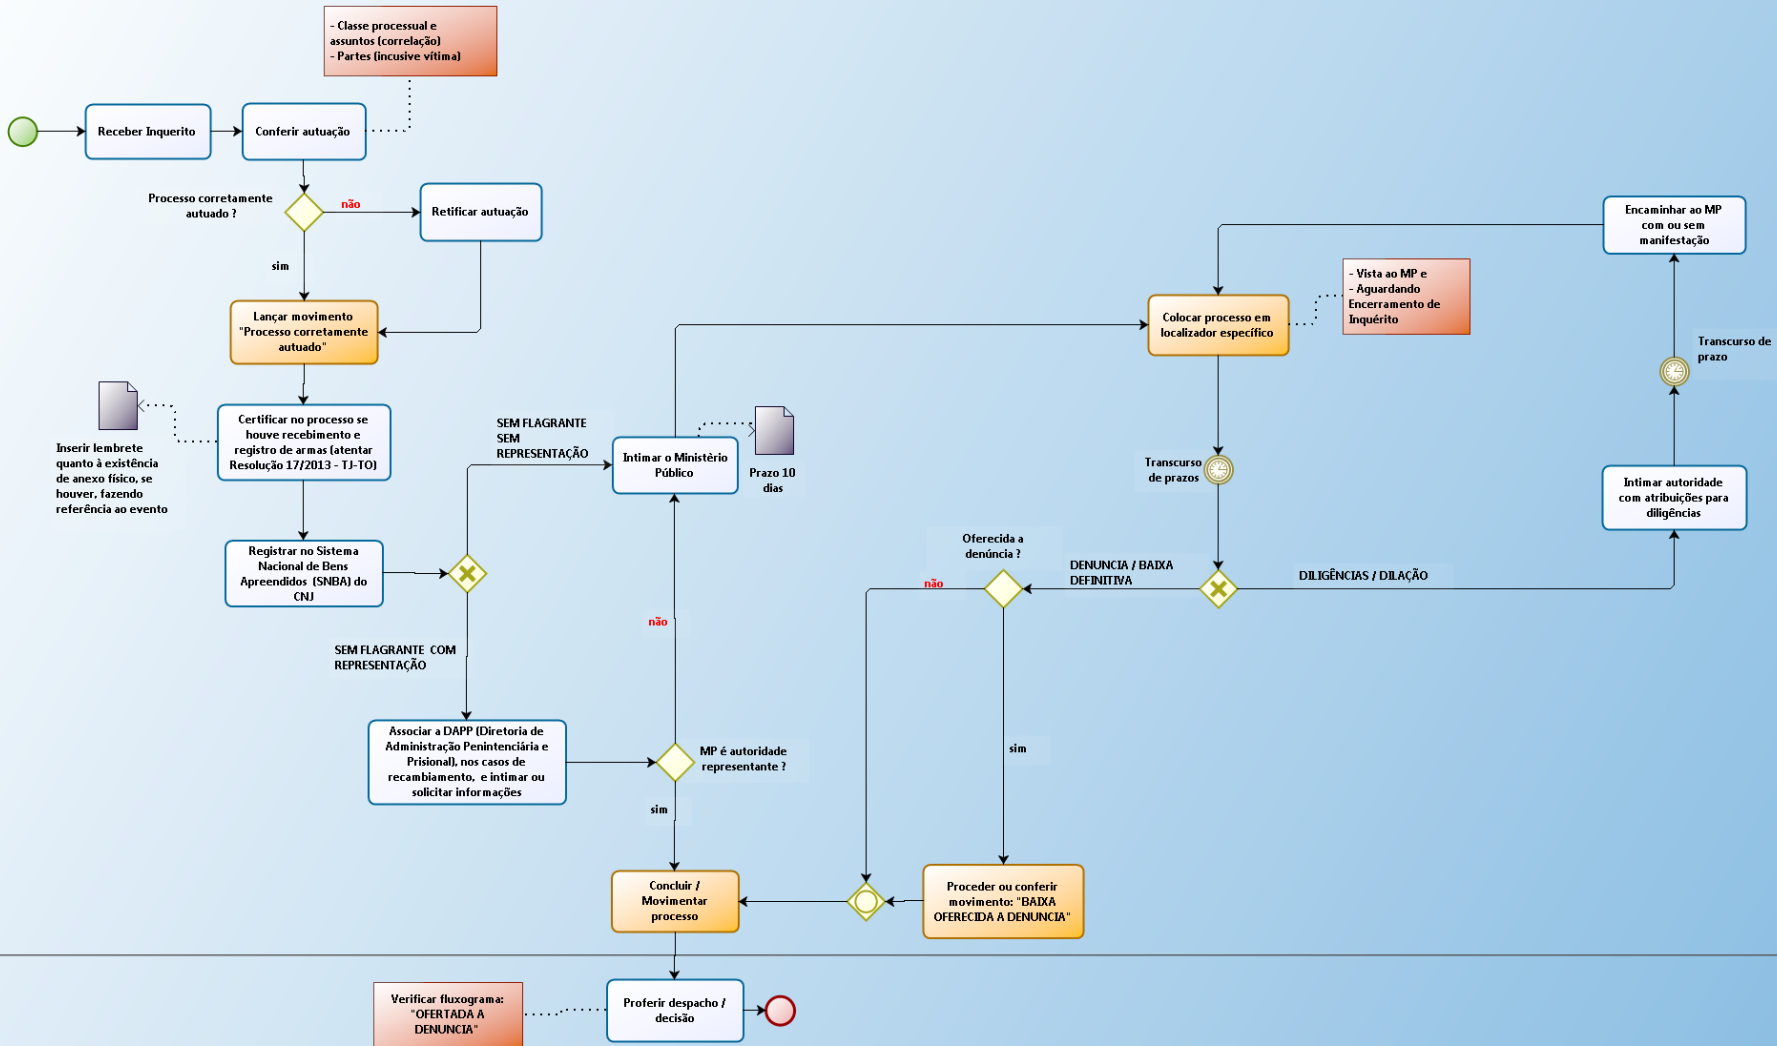 - Classe processual e
assuntos (correlação)
- Partes (incusive vítima)
Receber Inquerito
Conferir autuação
Processo corretamente
autuado ?
não
Retificar autuação
sim
Lançar movimento
"Processo corretamente
autuado"
Certificar no processo se
houve recebimento e
registro de armas (atentar
Resolução 17/2013 - TJ-TO)
Inserir lembrete
quanto à existência
de anexo físico, se
houver, fazendo
referência ao evento
Registrar no Sistema
Nacional de Bens
Apreendidos (SNBA) do
CNJ
SEM FLAGRANTE
SEM
REPRESENTAÇÃO
Intimar o Ministèrio
Público
Prazo 10
dias
SEM FLAGRANTE COM
REPRESENTAÇÃO
não
Associar a DAPP (Diretoria de
Administração Penintenciária e
Prisional), nos casos de
recambiamento, e intimar ou
solicitar informações
MP é autoridade
representante ?
sim
Concluir /
Movimentar
processo
Encaminhar ao MP
com ou sem
manifestação
- Vista ao MP e
- Aguardando
Encerramento de
Inquérito
Colocar processo em
localizador específico
Transcurso de
prazo
Transcurso
de prazos
Intimar autoridade
com atribuições para
diligências
Oferecida a
denúncia ?
DENUNCIA / BAIXA
DEFINITIVA
DILIGÊNCIAS / DILAÇÃO
não
sim
Proceder ou conferir
movimento: "BAIXA
OFERECIDA A DENUNCIA"
Verificar fluxograma:
"OFERTADA A
DENUNCIA"
Proferir despacho /
decisão